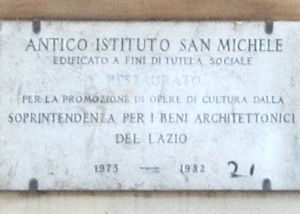 ANTICO ISTITUTO SAN MICHELE
EDIFICATO A FINI DI TUTELA SOCIALE
RESTAURATO
PER LA PROMOZIONE DI OPERE DI CULTURA DALLA
SOPRINTENDENZA PER I BENI ARCHITETTONICI
DEL LAZIO
1973 — 1982 21